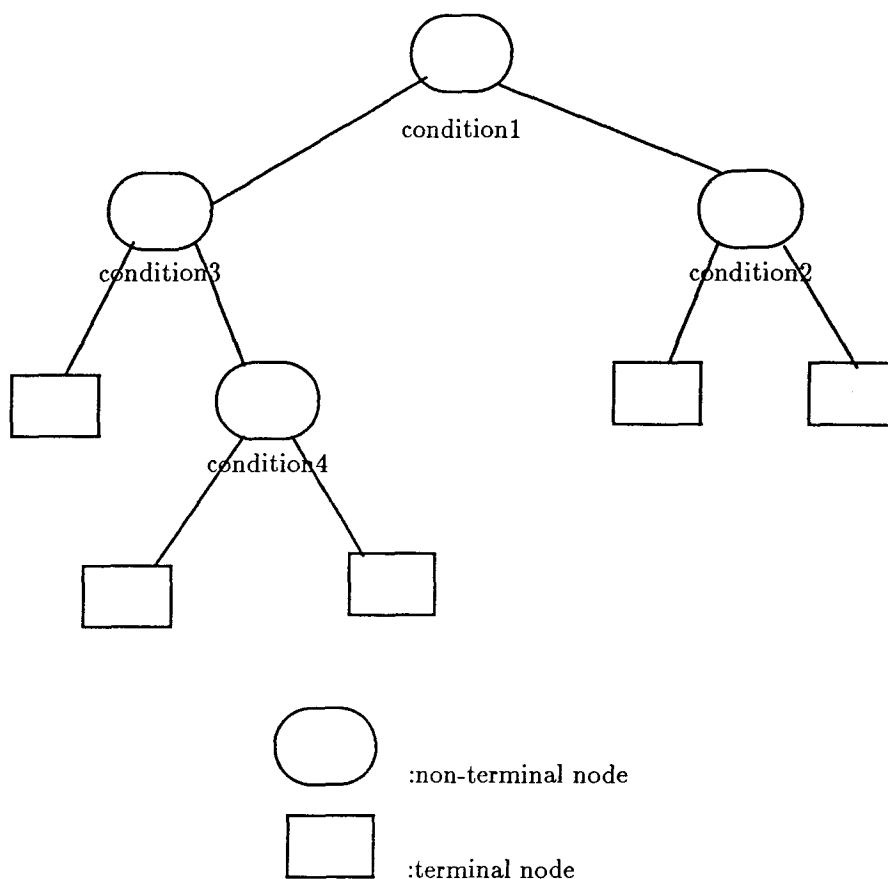 condition1
condition3
condition2
condition4
:non-terminal node
:terminal node